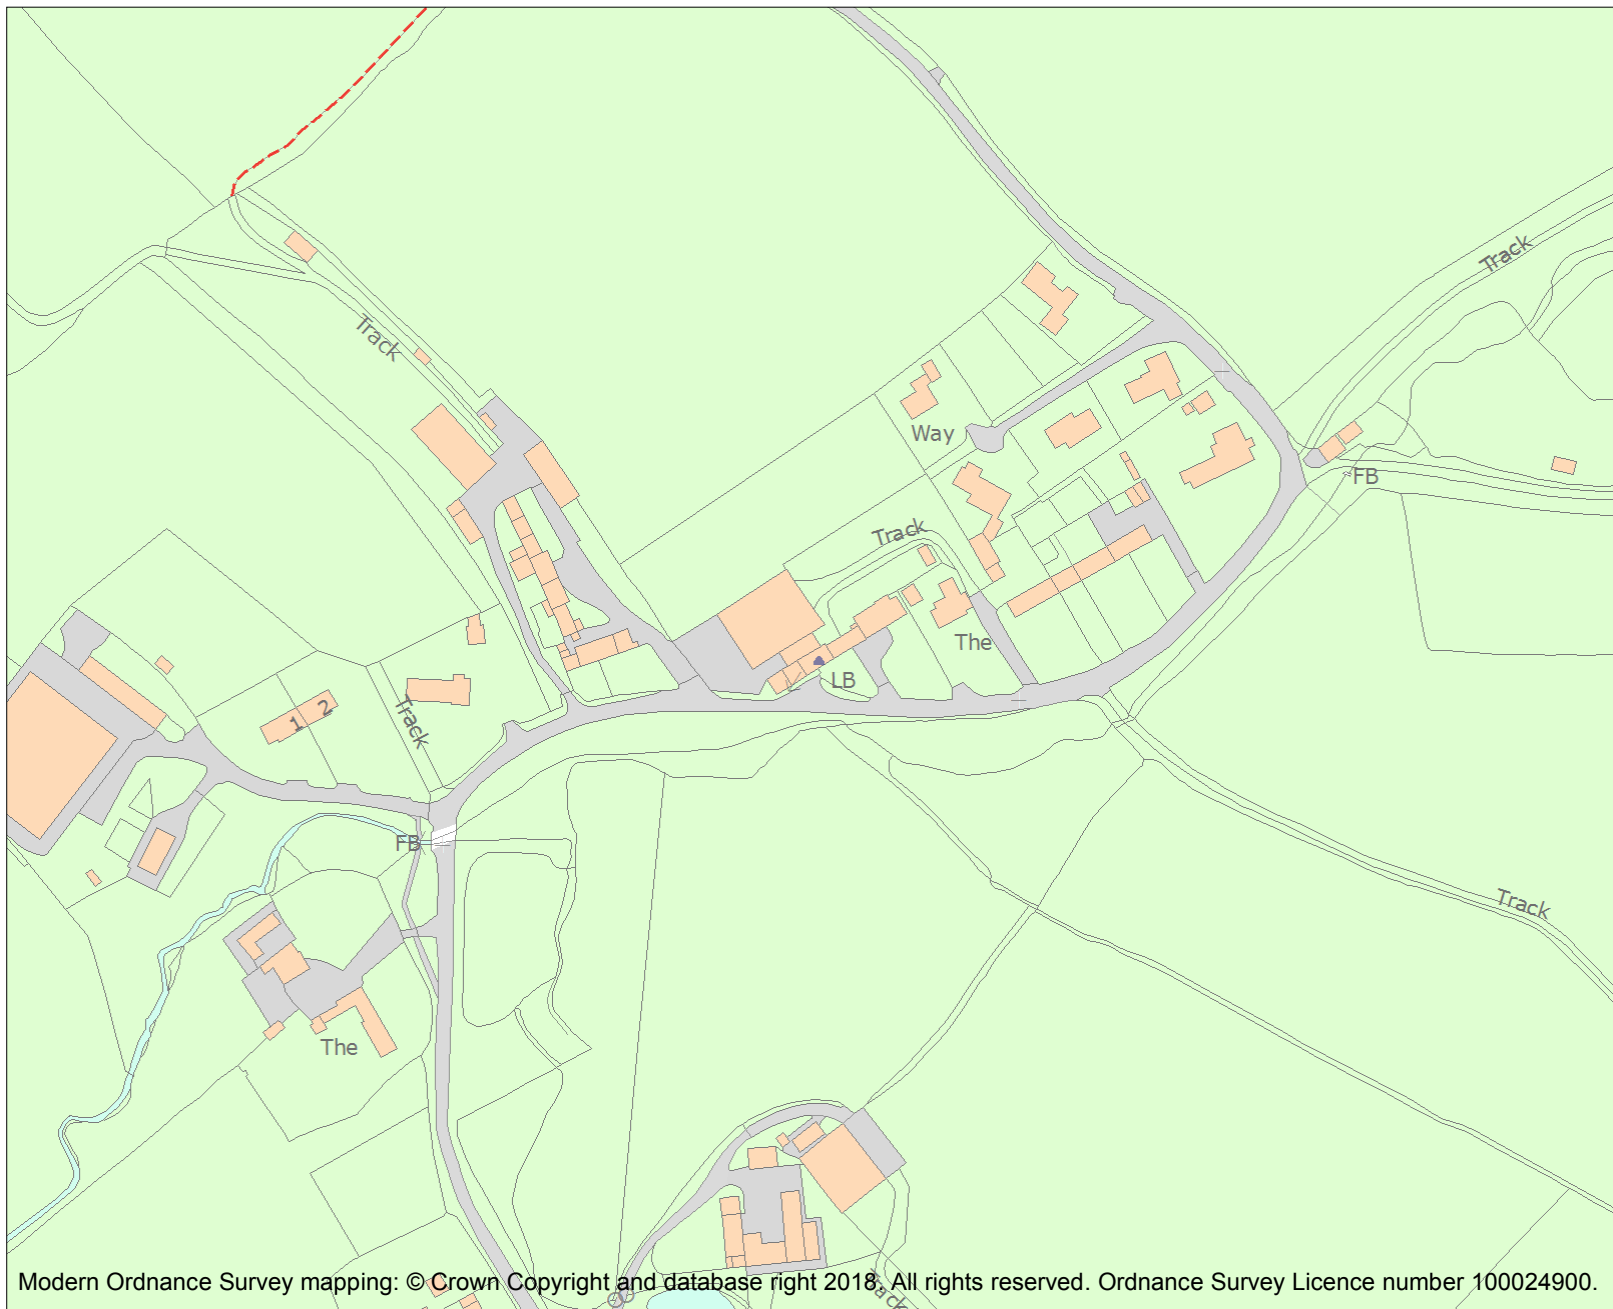 Track
Track
Way
FB
Track
The
LB
Track
1 2
FB
Track
The
Track
Modern Ordnance Survey mapping: © Crown Copyright and database right 2018. All rights reserved. Ordnance Survey Licence number 100024900.